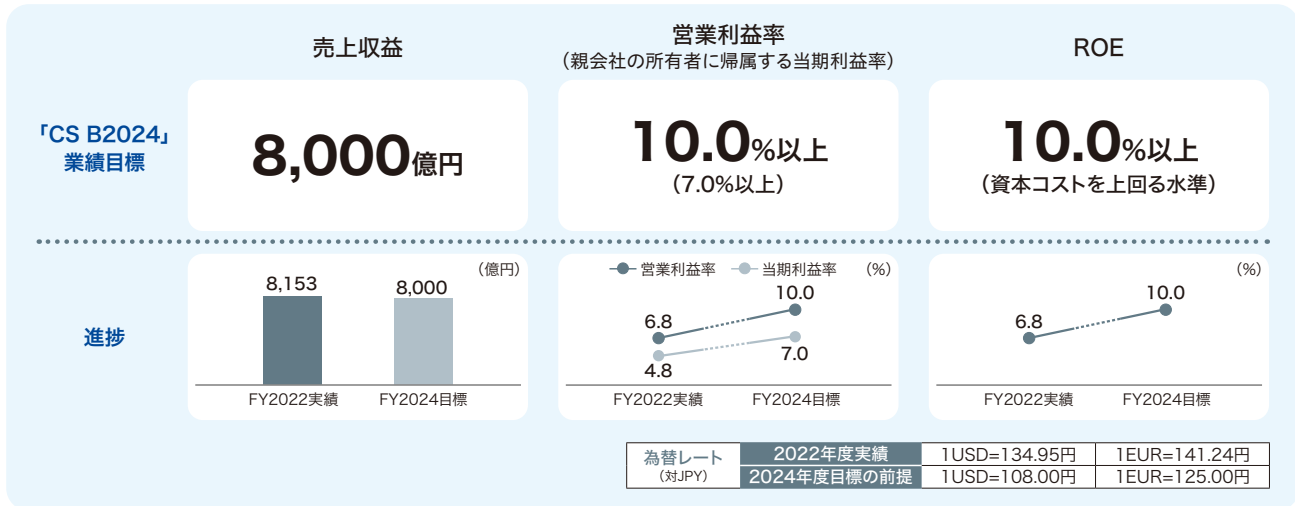 売上収益
営業利益率
（親会社の所有者に帰属する当期利益率）
ROE
「CS B2024」
業績目標
8,000億円
10.0%以上
（7.0%以上）
10.0%以上
（資本コストを上回る水準）
進捗
（億円）
8,153
8,000
FY2022実績
FY2024目標
営業利益率
当期利益率
（%）
6.8
10.0
4.8
7.0
FY2022実績
FY2024目標
（%）
6.8
10.0
FY2022実績
FY2024目標
為替レート
（対JPY）
2022年度実績
1USD=134.95円
1EUR=141.24円
2024年度目標の前提
1USD=108.00円
1EUR=125.00円